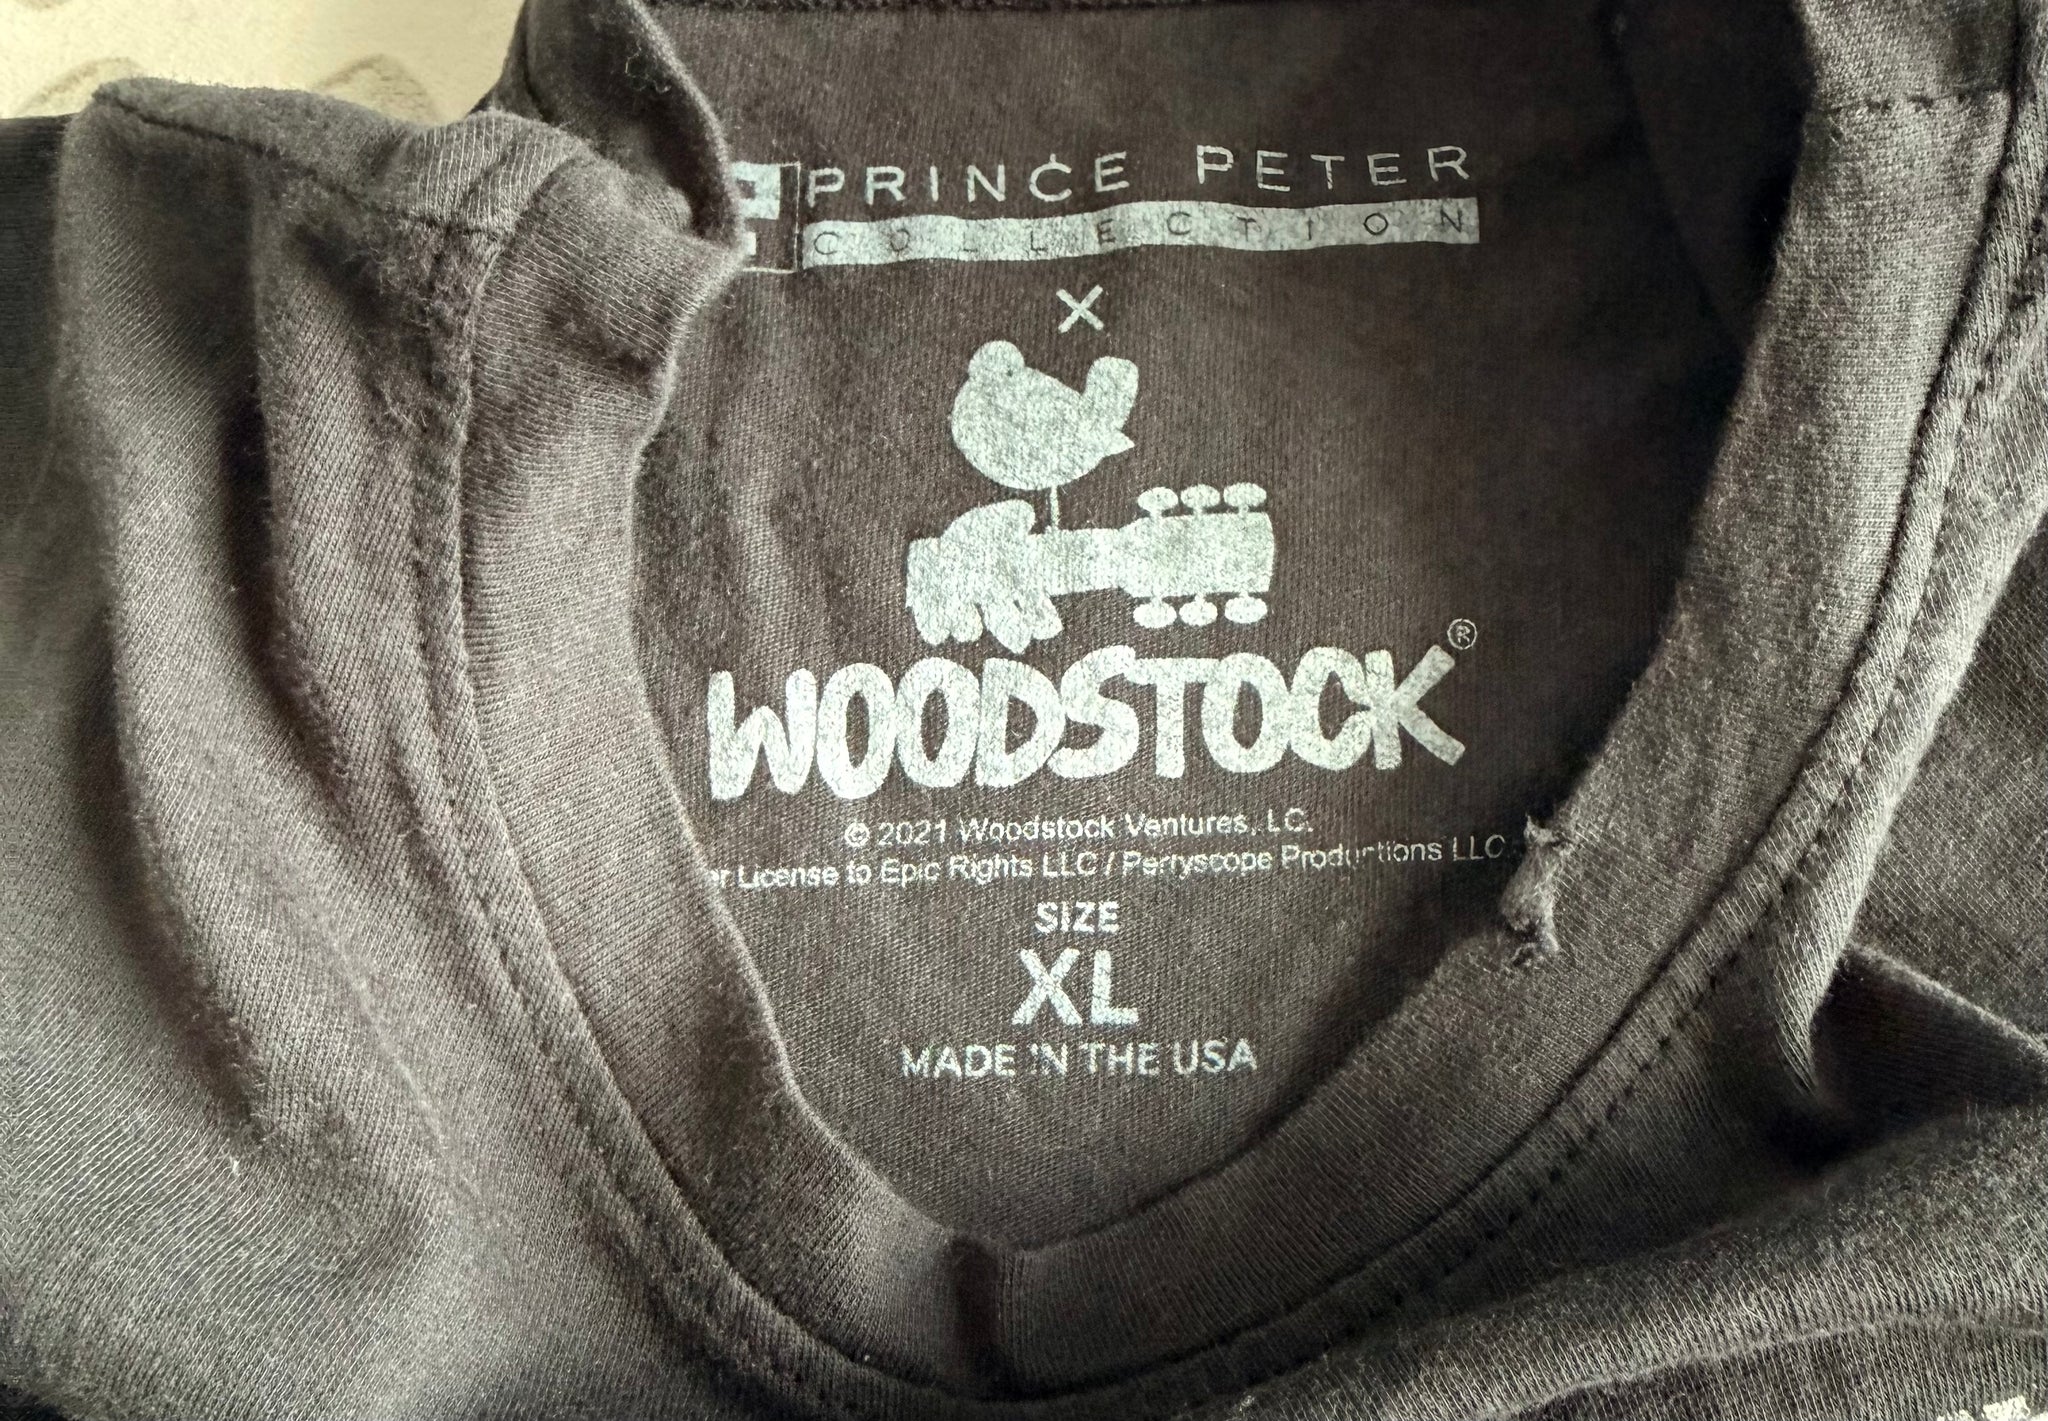 PRINCE PETER
COLLECTION
X
WOODSTOCK®
© 2021 Woodstock Ventures, LC.
er License to Epic Rights LLC / Perryscope Productions LLC
SIZE
XL
MADE IN THE USA